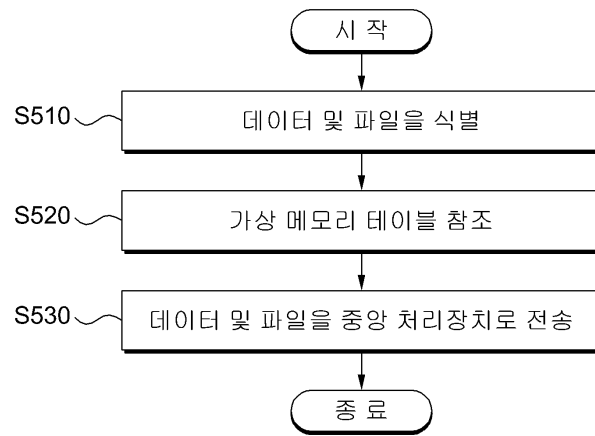 시 작
S510
데이터 및 파일을 식별
S520
가상 메모리 테이블 참조
S530
데이터 및 파일을 중앙 처리장치로 전송
종 료